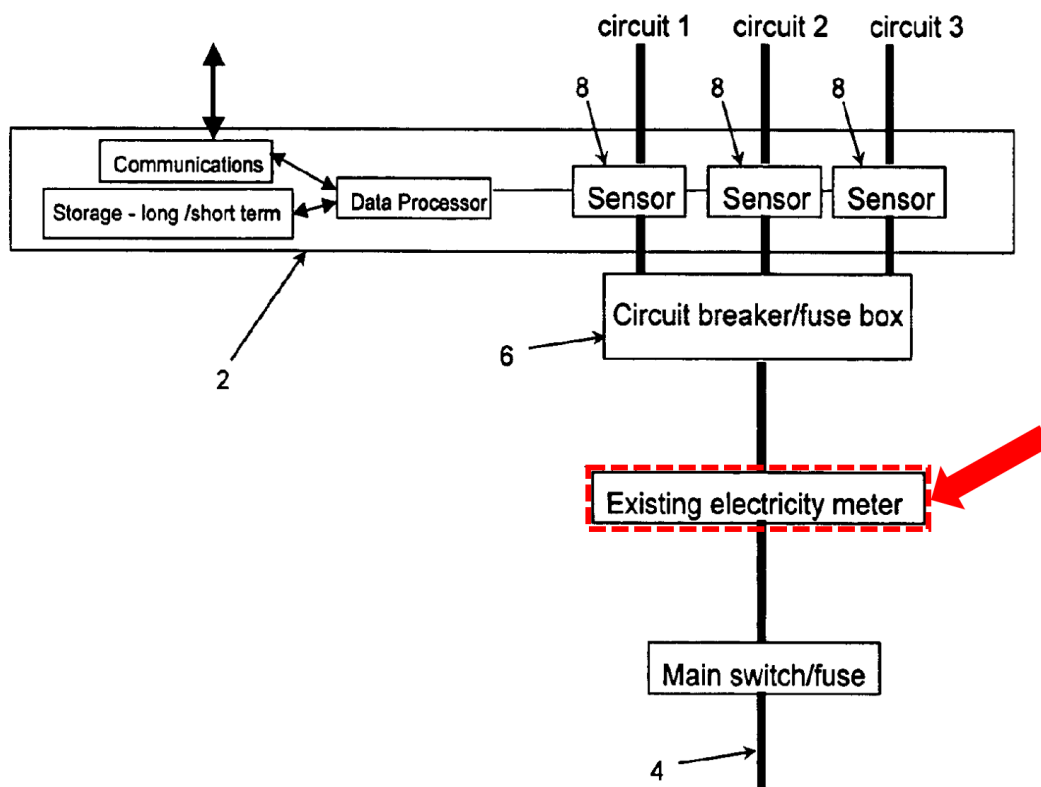 circuit 1 circuit 2 circuit 3
8 8 8
Communications
Storage - long /short term
Data Processor
Sensor Sensor Sensor
Circuit breaker/fuse box
6
2
Existing electricity meter
Main switch/fuse
4